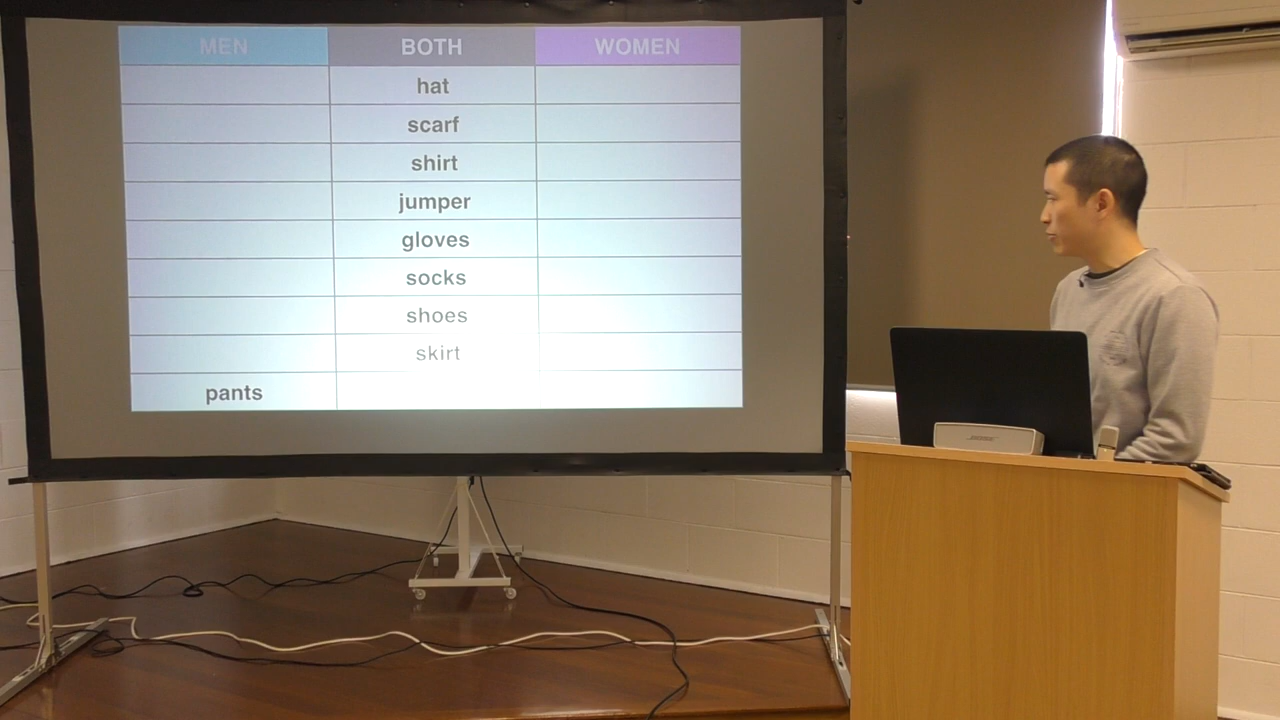 MEN BOTH WOMEN
hat
scarf
shirt
jumper
gloves
socks
shoes
skirt
pants